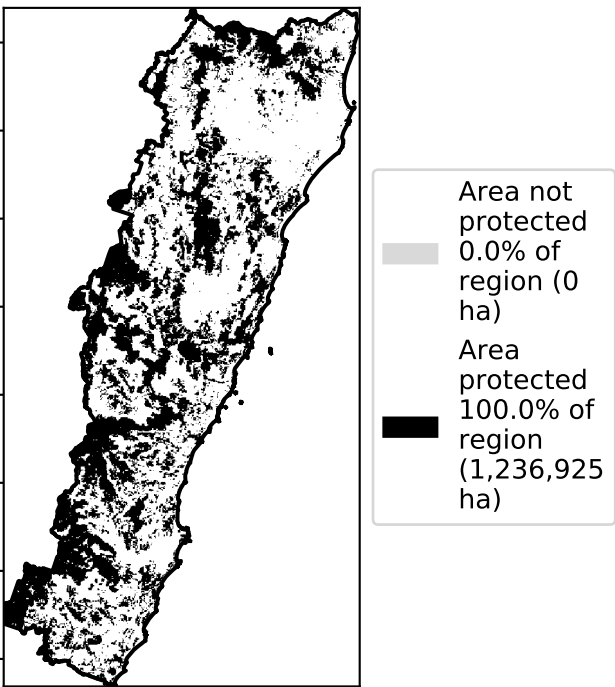 Area not
protected
0.0% of
region (0
ha)
Area
protected
100.0% of
region
(1,236,925
ha)